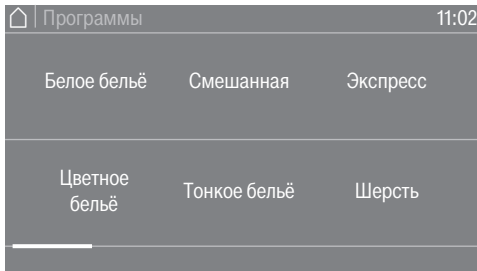 Программы 11:02
Белое бельё Смешанная Экспресс
Цветное
бельё Тонкое бельё Шерсть